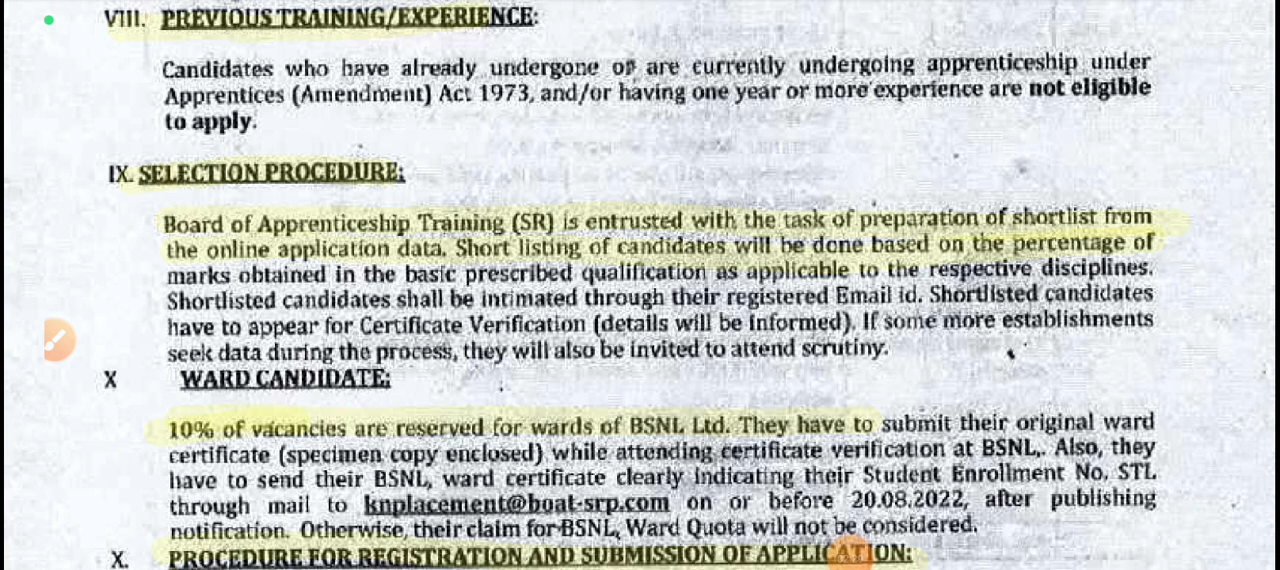 VIII. PREVIOUS TRAINING/EXPERIENCE:
Candidates who have already undergone or are currently undergoing apprenticeship under
Apprentices (Amendment) Act 1973, and/or having one year or more experience are not eligible
to apply.
IX. SELECTION PROCEDURE:
Board of Apprenticeship Training (SR) is entrusted with the task of preparation of shortlist from
the online application data. Short listing of candidates will be done based on the percentage of
marks obtained in the basic prescribed qualification as applicable to the respective disciplines.
Shortlisted candidates shall be intimated through their registered Email id. Shortlisted candidates
have to appear for Certificate Verification (details will be informed). If some more establishments
seek data during the process, they will also be invited to attend scrutiny.
X WARD CANDIDATE:
10% of vacancies are reserved for wards of BSNL Ltd. They have to submit their original ward
certificate (specimen copy enclosed) while attending certificate verification at BSNL,. Also, they
have to send their BSNL, ward certificate clearly indicating their Student Enrollment No. STL
through mail to knplacement@boat-srp.com on or before 20.08.2022, after publishing
notification. Otherwise, their claim for BSNL, Ward Quota will not be considered.
X. PROCEDURE FOR REGISTRATION AND SUBMISSION OF APPLICATION: